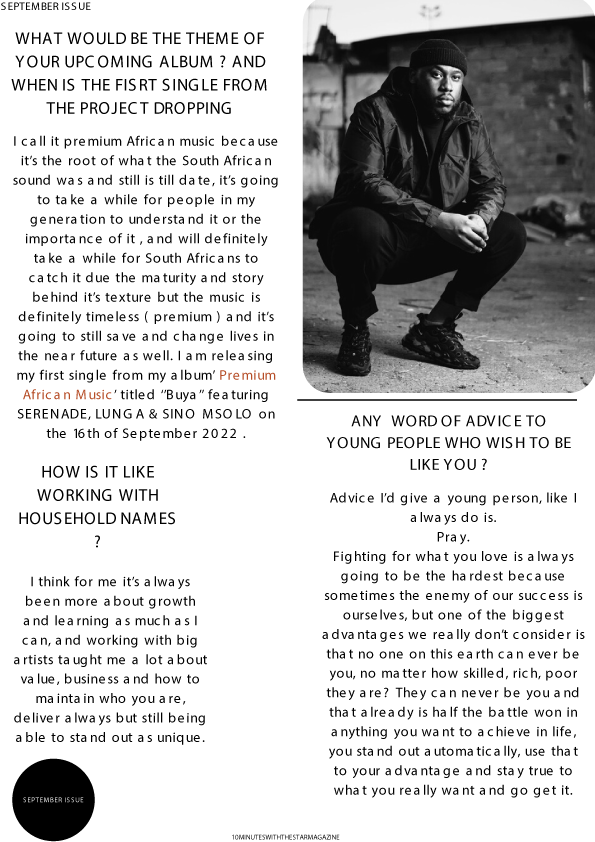 SEPTEMBER ISSUE
WHAT WOULD BE THE THEME OF
YOUR UPCOMING ALBUM ? AND
WHEN IS THE FISRT SINGLE FROM
THE PROJECT DROPPING
I call it premium African music because
it's the root of what the South African
sound was and still is till date, it's going
to take a while for people in my
generation to understand it or the
importance of it , and will definitely
take a while for South Africans to
catch it due the maturity and story
behind it's texture but the music is
definitely timeless ( premium ) and it's
going to still save and change lives in
the near future as well. I am releasing
my first single from my album' Premium
African Music' titled "Buya" featuring
SERENADE, LUNGA & SINO MSOLO on
the 16th of September 2022 .
HOW IS IT LIKE
WORKING WITH
HOUSEHOLD NAMES
?
I think for me it's always
been more about growth
and learning as much as I
can, and working with big
artists taught me a lot about
value, business and how to
maintain who you are,
deliver always but still being
able to stand out as unique.
SEPTEMBER ISSUE
ANY WORD OF ADVICE TO
YOUNG PEOPLE WHO WISH TO BE
LIKE YOU ?
Advice I'd give a young person, like I
always do is.
Pray.
Fighting for what you love is always
going to be the hardest because
sometimes the enemy of our success is
ourselves, but one of the biggest
advantages we really don't consider is
that no one on this earth can ever be
you, no matter how skilled, rich, poor
they are? They can never be you and
that already is half the battle won in
anything you want to achieve in life,
you stand out automatically, use that
to your advantage and stay true to
what you really want and go get it.
10MINUTESWITHTHESTARMAGAZINE